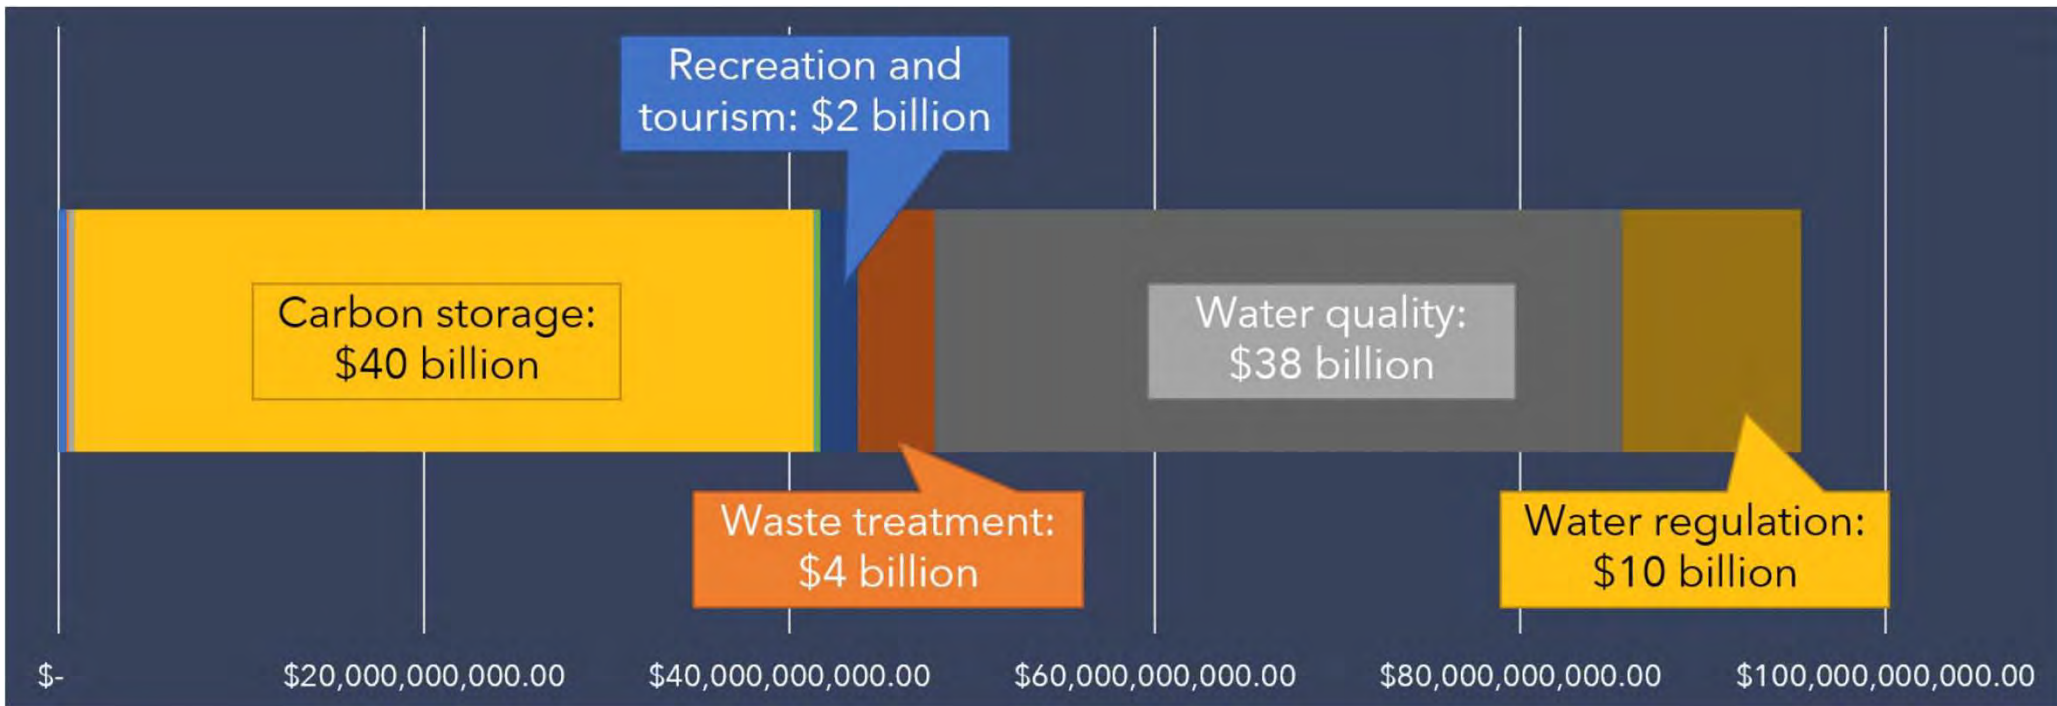 Recreation and
tourism: $2 billion
Carbon storage:
$40 billion
Water quality:
$38 billion
Waste treatment:
$4 billion
Water regulation:
$10 billion
$-
$20,000,000,000.00
$40,000,000,000.00
$60,000,000,000.00
$80,000,000,000.00
$100,000,000,000.00